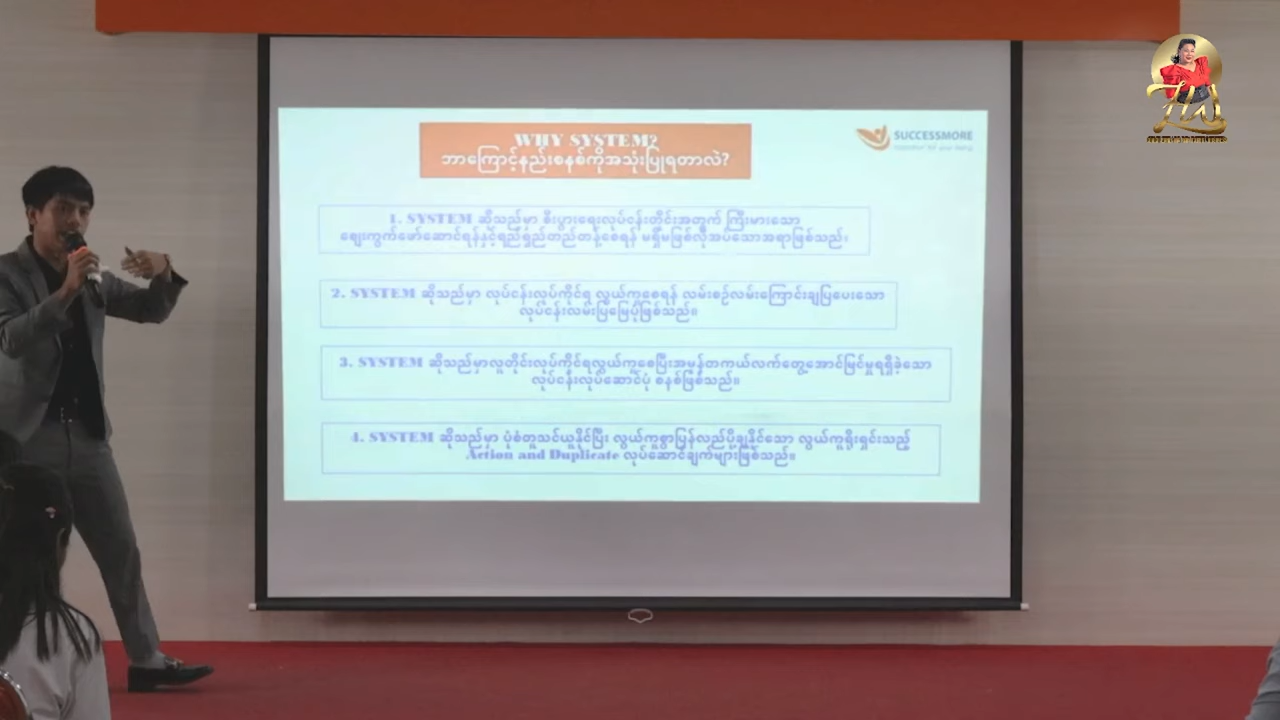 WHY SYSTEM?
ဘာကြောင့်နည်းစနစ်ကိုအသုံးပြုရတာလဲ?
SUCCESSMORE
1. SYSTEM ဆိုသည်မှာ စီးပွားရေးလုပ်ငန်းတိုင်းအတွက် ကြီးမားသော
ဈေးကွက်ဖော်ဆောင်ရန်နှင့်ရေရှည်တည်တန့်စေရန် မရှိမဖြစ်လိုအပ်သောအရာဖြစ်သည်။
2. SYSTEM ဆိုသည်မှာ လုပ်ငန်းလုပ်ကိုင်ရ လွယ်ကူစေရန် လမ်းစဉ်လမ်းကြောင်းချပြပေးသော
လုပ်ငန်းလမ်းပြမြေပုံဖြစ်သည်။
3. SYSTEM ဆိုသည်မှာလူတိုင်းလုပ်ကိုင်ရလွယ်ကူစေပြီးအမှန်တကယ်လက်တွေ့အောင်မြင်မှုရရှိခဲ့သော
လုပ်ငန်းလုပ်ဆောင်ပုံ စနစ်ဖြစ်သည်။
4. SYSTEM ဆိုသည်မှာ ပုံစံတူသင်ယူနိုင်ပြီး လွယ်ကူစွာပြန်လည်ပို့ချနိုင်သော လွယ်ကူရိုးရှင်းသည့်
Action and Duplicate လုပ်ဆောင်ချက်များဖြစ်သည်။